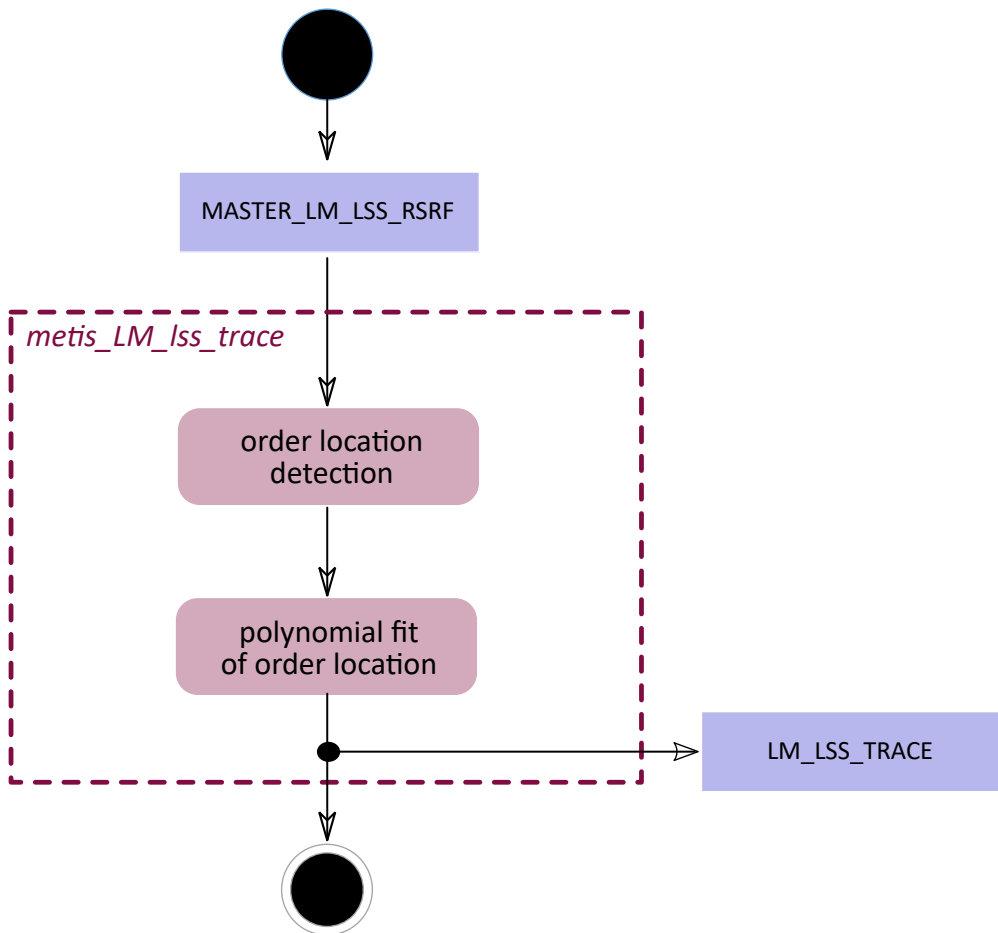 MASTER_LM_LSS_RSRF
metis_LM_lss_trace
order location
detection
polynomial fit
of order location
LM_LSS_TRACE